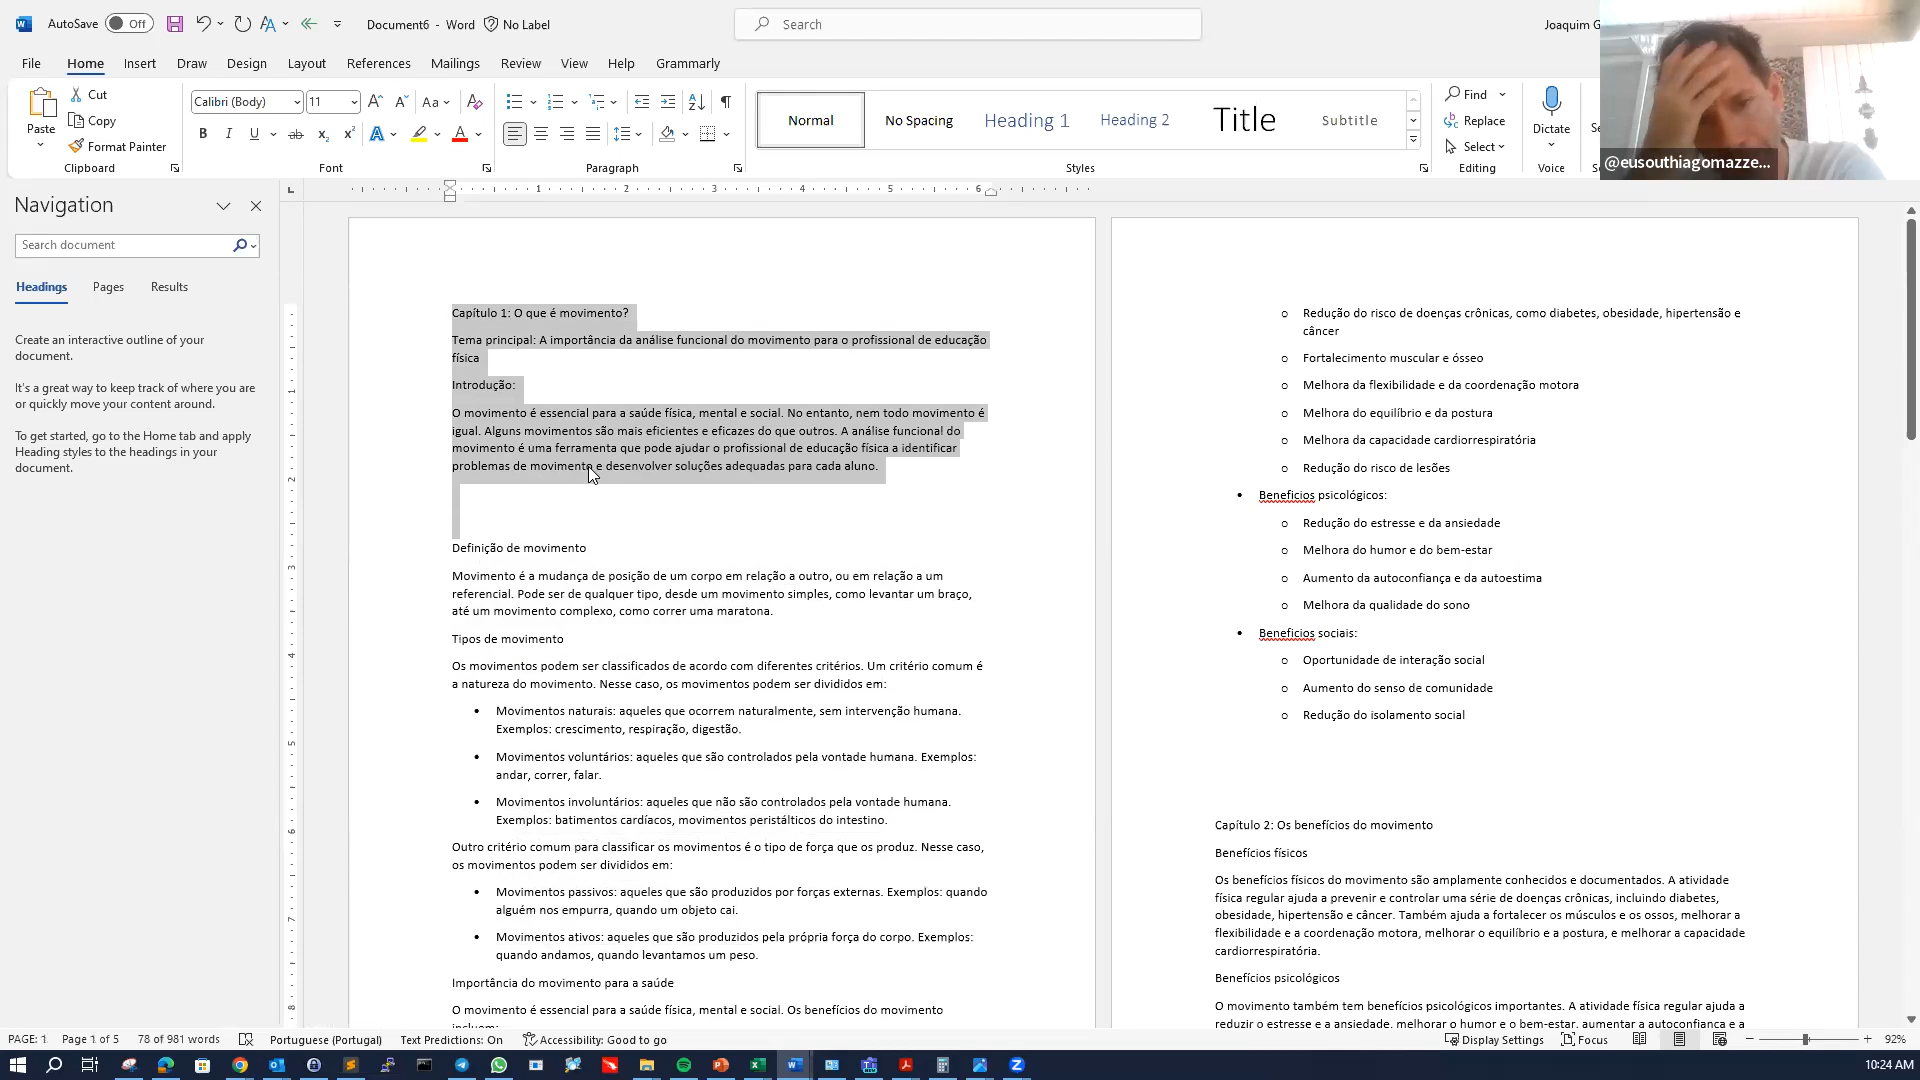 AutoSave Off Document6 - Word No Label Search Joaquim G
File Home Insert Draw Design Layout References Mailings Review View Help Grammarly
Paste Cut Copy Format Painter
Calibri (Body) 11
Normal No Spacing Heading 1 Heading 2 Title Subtitle
Find Replace Select Dictate
Clipboard Font Paragraph Styles Editing Voice
@eusouthiagomazze...
1 2 3 4 5 6
Navigation
Search document
Headings Pages Results
Create an interactive outline of your
document.
It's a great way to keep track of where you are
or quickly move your content around.
To get started, go to the Home tab and apply
Heading styles to the headings in your
document.
Capítulo 1: O que é movimento?
Tema principal: A importância da análise funcional do movimento para o profissional de educação
física
Introdução:
O movimento é essencial para a saúde física, mental e social. No entanto, nem todo movimento é
igual. Alguns movimentos são mais eficientes e eficazes do que outros. A análise funcional do
movimento é uma ferramenta que pode ajudar o profissional de educação física a identificar
problemas de movimento e desenvolver soluções adequadas para cada aluno.
Definição de movimento
Movimento é a mudança de posição de um corpo em relação a outro, ou em relação a um
referencial. Pode ser de qualquer tipo, desde um movimento simples, como levantar um braço,
até um movimento complexo, como correr uma maratona.
Tipos de movimento
Os movimentos podem ser classificados de acordo com diferentes critérios. Um critério comum é
a natureza do movimento. Nesse caso, os movimentos podem ser divididos em:
• Movimentos naturais: aqueles que ocorrem naturalmente, sem intervenção humana.
Exemplos: crescimento, respiração, digestão.
• Movimentos voluntários: aqueles que são controlados pela vontade humana. Exemplos:
andar, correr, falar.
• Movimentos involuntários: aqueles que não são controlados pela vontade humana.
Exemplos: batimentos cardíacos, movimentos peristálticos do intestino.
Outro critério comum para classificar os movimentos é o tipo de força que os produz. Nesse caso,
os movimentos podem ser divididos em:
• Movimentos passivos: aqueles que são produzidos por forças externas. Exemplos: quando
alguém nos empurra, quando um objeto cai.
• Movimentos ativos: aqueles que são produzidos pela própria força do corpo. Exemplos:
quando andamos, quando levantamos um peso.
Importância do movimento para a saúde
O movimento é essencial para a saúde física, mental e social. Os benefícios do movimento
incluem:
o Redução do risco de doenças crônicas, como diabetes, obesidade, hipertensão e
câncer
o Fortalecimento muscular e ósseo
o Melhora da flexibilidade e da coordenação motora
o Melhora do equilíbrio e da postura
o Melhora da capacidade cardiorrespiratória
o Redução do risco de lesões
• Beneficios psicológicos:
o Redução do estresse e da ansiedade
o Melhora do humor e do bem-estar
o Aumento da autoconfiança e da autoestima
o Melhora da qualidade do sono
• Beneficios sociais:
o Oportunidade de interação social
o Aumento do senso de comunidade
o Redução do isolamento social
Capítulo 2: Os benefícios do movimento
Benefícios físicos
Os benefícios físicos do movimento são amplamente conhecidos e documentados. A atividade
física regular ajuda a prevenir e controlar uma série de doenças crônicas, incluindo diabetes,
obesidade, hipertensão e câncer. Também ajuda a fortalecer os músculos e os ossos, melhorar a
flexibilidade e a coordenação motora, melhorar o equilíbrio e a postura, e melhorar a capacidade
cardiorrespiratória.
Benefícios psicológicos
O movimento também tem benefícios psicológicos importantes. A atividade física regular ajuda a
reduzir o estresse e a ansiedade, melhorar o humor e o bem-estar, aumentar a autoconfiança e a
PAGE: 1 Page 1 of 5 78 of 981 words Portuguese (Portugal) Text Predictions: On Accessibility: Good to go Display Settings Focus 92%
10:24 AM